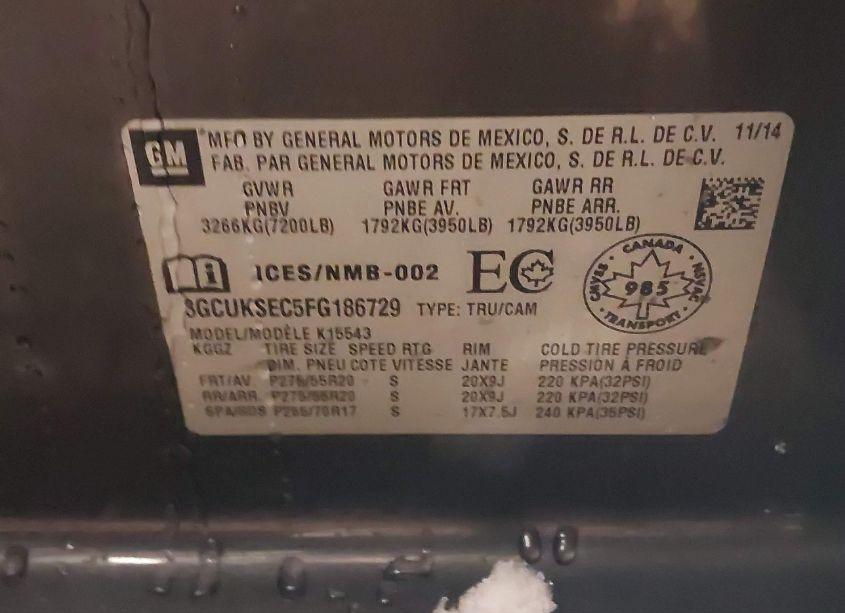 GM
MFD BY GENERAL MOTORS DE MEXICO, S. DE R.L. DE C.V. 11/14
FAB. PAR GENERAL MOTORS DE MEXICO, S. DE R.L. DE C.V.
GVWR GAWR FRT GAWR RR
PNBV PNBE AV. PNBE ARR.
3266KG(7200LB) 1792KG(3950LB) 1792KG(3950LB)
i ICES/NMB-002 EC
CANADA
CMVSS 985 NSVAC
TRANSPORT
3GCUKSEC5FG186729 TYPE: TRU/CAM
MODEL/MODÈLE K15543
KGGZ TIRE SIZE SPEED RTG RIM COLD TIRE PRESSURE
DIM. PNEU COTE VITESSE JANTE PRESSION À FROID
FRT/AV. P275/55R20 S 20X9J 220 KPA(32PSI)
RR/ARR. P275/55R20 S 20X9J 220 KPA(32PSI)
SPA/SDS P265/70R17 S 17X7.5J 240 KPA(35PSI)